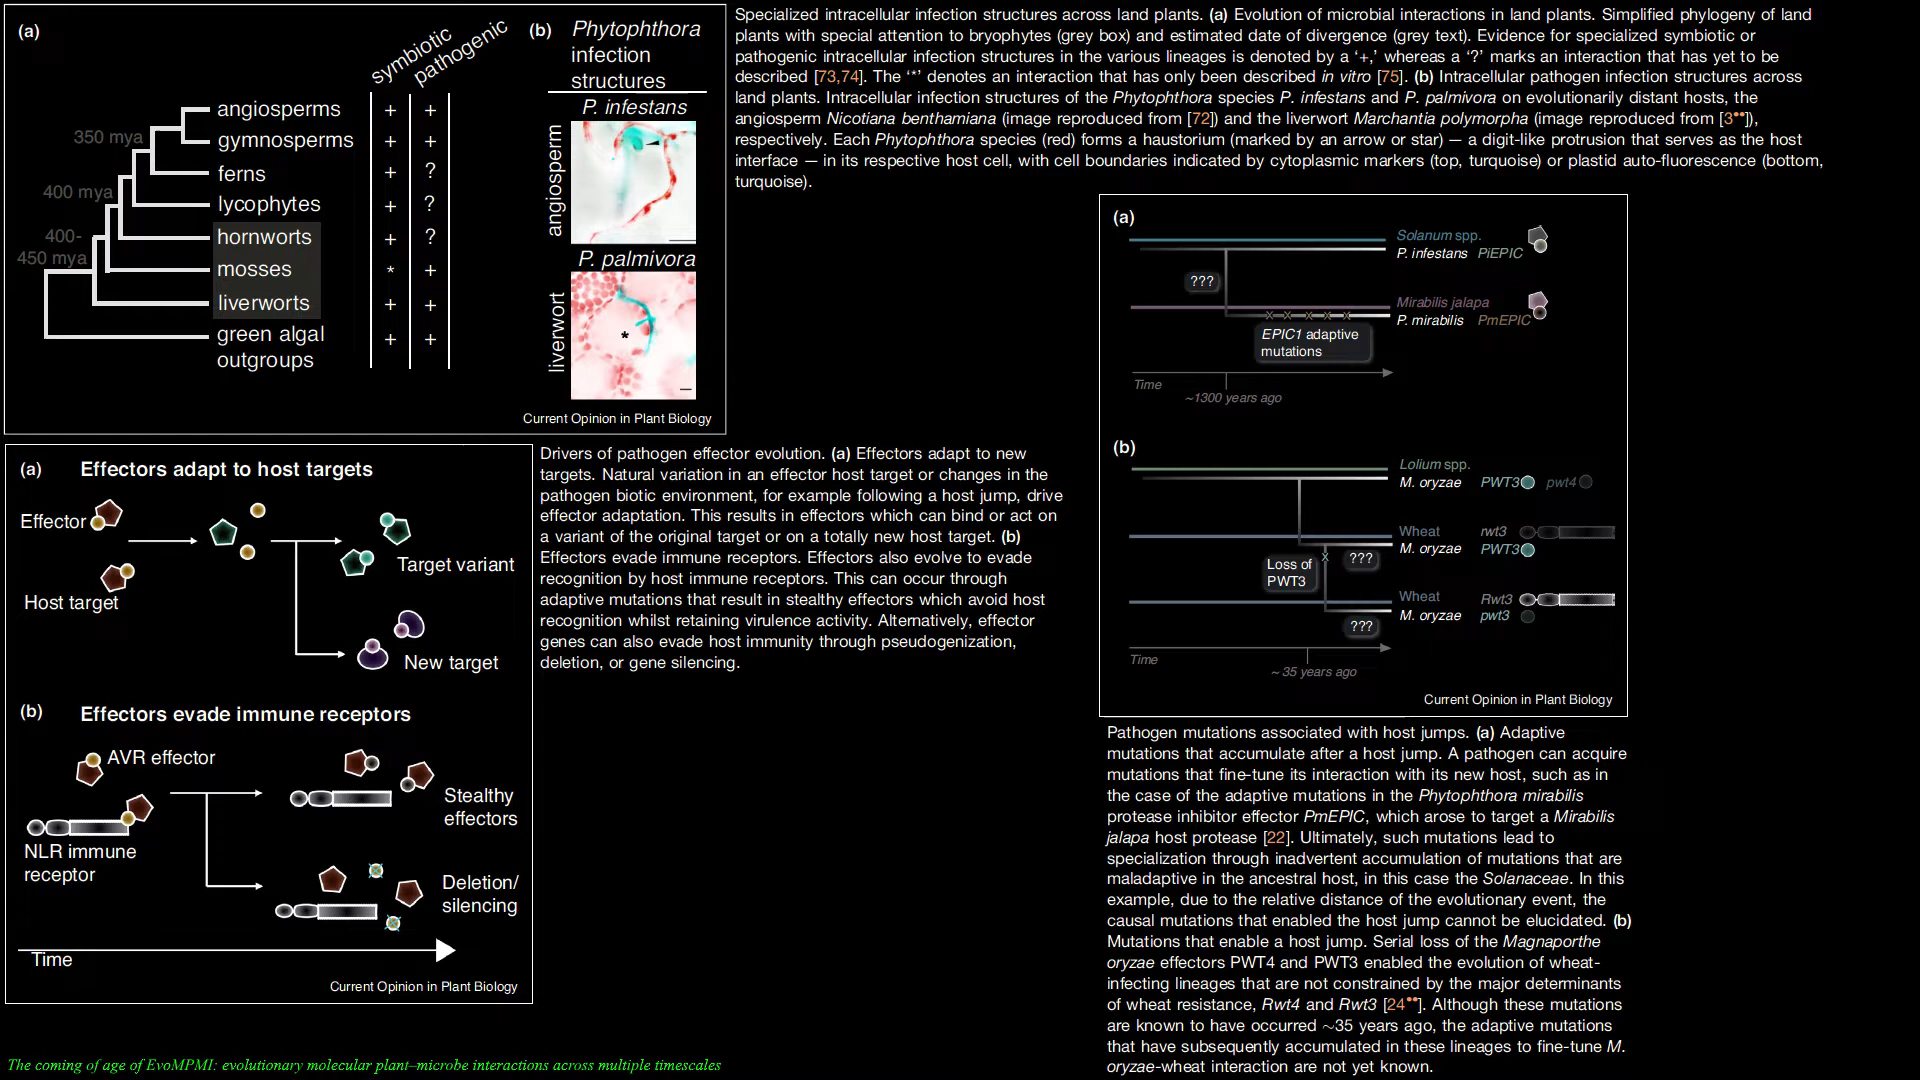 (a)
symbiotic
pathogenic
angiosperms + +
350 mya
gymnosperms + +
ferns + ?
400 mya
lycophytes + ?
400-
450 mya
hornworts + ?
mosses * +
liverworts + +
green algal + +
outgroups
(b) Phytophthora
infection
structures
P. infestans
angiosperm
P. palmivora
liverwort
*
Current Opinion in Plant Biology
Specialized intracellular infection structures across land plants. (a) Evolution of microbial interactions in land plants. Simplified phylogeny of land
plants with special attention to bryophytes (grey box) and estimated date of divergence (grey text). Evidence for specialized symbiotic or
pathogenic intracellular infection structures in the various lineages is denoted by a ‘+,’ whereas a ‘?’ marks an interaction that has yet to be
described [73,74]. The ‘*’ denotes an interaction that has only been described in vitro [75]. (b) Intracellular pathogen infection structures across
land plants. Intracellular infection structures of the Phytophthora species P. infestans and P. palmivora on evolutionarily distant hosts, the
angiosperm Nicotiana benthamiana (image reproduced from [72]) and the liverwort Marchantia polymorpha (image reproduced from [3••]),
respectively. Each Phytophthora species (red) forms a haustorium (marked by an arrow or star) — a digit-like protrusion that serves as the host
interface — in its respective host cell, with cell boundaries indicated by cytoplasmic markers (top, turquoise) or plastid auto-fluorescence (bottom,
turquoise).
(a) Effectors adapt to host targets
Effector
Host target
Target variant
New target
(b) Effectors evade immune receptors
AVR effector
NLR immune
receptor
Stealthy
effectors
Deletion/
silencing
Time
Current Opinion in Plant Biology
Drivers of pathogen effector evolution. (a) Effectors adapt to new
targets. Natural variation in an effector host target or changes in the
pathogen biotic environment, for example following a host jump, drive
effector adaptation. This results in effectors which can bind or act on
a variant of the original target or on a totally new host target. (b)
Effectors evade immune receptors. Effectors also evolve to evade
recognition by host immune receptors. This can occur through
adaptive mutations that result in stealthy effectors which avoid host
recognition whilst retaining virulence activity. Alternatively, effector
genes can also evade host immunity through pseudogenization,
deletion, or gene silencing.
(a)
Solanum spp.
P. infestans PiEPIC
???
Mirabilis jalapa
P. mirabilis PmEPIC
x x x x x
EPIC1 adaptive
mutations
Time
~1300 years ago
(b)
Lolium spp.
M. oryzae PWT3 pwt4
Wheat rwt3
M. oryzae PWT3
x
Loss of
PWT3
???
Wheat Rwt3
M. oryzae pwt3
???
Time
~ 35 years ago
Current Opinion in Plant Biology
Pathogen mutations associated with host jumps. (a) Adaptive
mutations that accumulate after a host jump. A pathogen can acquire
mutations that fine-tune its interaction with its new host, such as in
the case of the adaptive mutations in the Phytophthora mirabilis
protease inhibitor effector PmEPIC, which arose to target a Mirabilis
jalapa host protease [22]. Ultimately, such mutations lead to
specialization through inadvertent accumulation of mutations that are
maladaptive in the ancestral host, in this case the Solanaceae. In this
example, due to the relative distance of the evolutionary event, the
causal mutations that enabled the host jump cannot be elucidated. (b)
Mutations that enable a host jump. Serial loss of the Magnaporthe
oryzae effectors PWT4 and PWT3 enabled the evolution of wheat-
infecting lineages that are not constrained by the major determinants
of wheat resistance, Rwt4 and Rwt3 [24••]. Although these mutations
are known to have occurred ~35 years ago, the adaptive mutations
that have subsequently accumulated in these lineages to fine-tune M.
oryzae-wheat interaction are not yet known.
The coming of age of EvoMPMI: evolutionary molecular plant–microbe interactions across multiple timescales